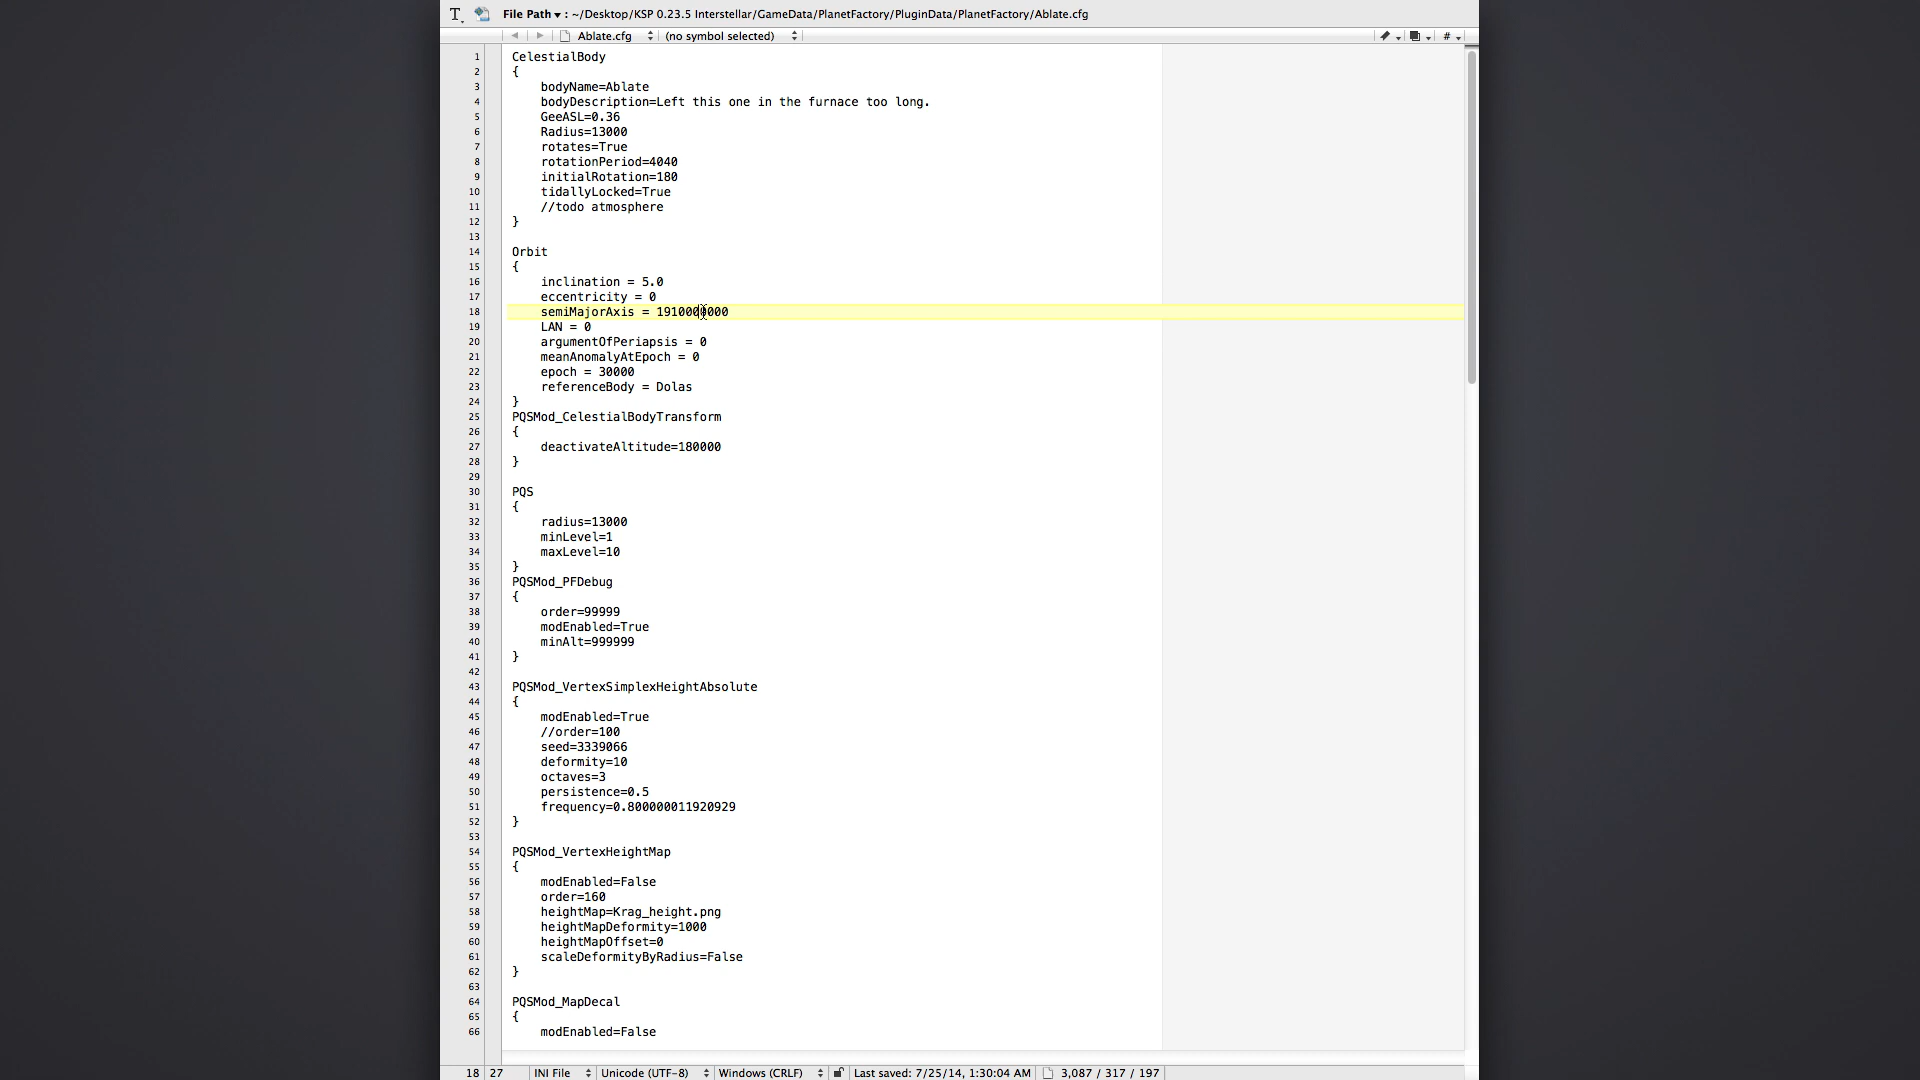 File Path ▾ : ~/Desktop/KSP 0.23.5 Interstellar/GameData/PlanetFactory/PluginData/PlanetFactory/Ablate.cfg
Ablate.cfg (no symbol selected) #
1 CelestialBody
2 {
3 bodyName=Ablate
4 bodyDescription=Left this one in the furnace too long.
5 GeeASL=0.36
6 Radius=13000
7 rotates=True
8 rotationPeriod=4040
9 initialRotation=180
10 tidallyLocked=True
11 //todo atmosphere
12 }
13
14 Orbit
15 {
16 inclination = 5.0
17 eccentricity = 0
18 semiMajorAxis = 1910000000
19 LAN = 0
20 argumentOfPeriapsis = 0
21 meanAnomalyAtEpoch = 0
22 epoch = 30000
23 referenceBody = Dolas
24 }
25 PQSMod_CelestialBodyTransform
26 {
27 deactivateAltitude=180000
28 }
29
30 PQS
31 {
32 radius=13000
33 minLevel=1
34 maxLevel=10
35 }
36 PQSMod_PFDebug
37 {
38 order=99999
39 modEnabled=True
40 minAlt=999999
41 }
42
43 PQSMod_VertexSimplexHeightAbsolute
44 {
45 modEnabled=True
46 //order=100
47 seed=3339066
48 deformity=10
49 octaves=3
50 persistence=0.5
51 frequency=0.800000011920929
52 }
53
54 PQSMod_VertexHeightMap
55 {
56 modEnabled=False
57 order=160
58 heightMap=Krag_height.png
59 heightMapDeformity=1000
60 heightMapOffset=0
61 scaleDeformityByRadius=False
62 }
63
64 PQSMod_MapDecal
65 {
66 modEnabled=False
18 27 INI File Unicode (UTF-8) Windows (CRLF) Last saved: 7/25/14, 1:30:04 AM 3,087 / 317 / 197